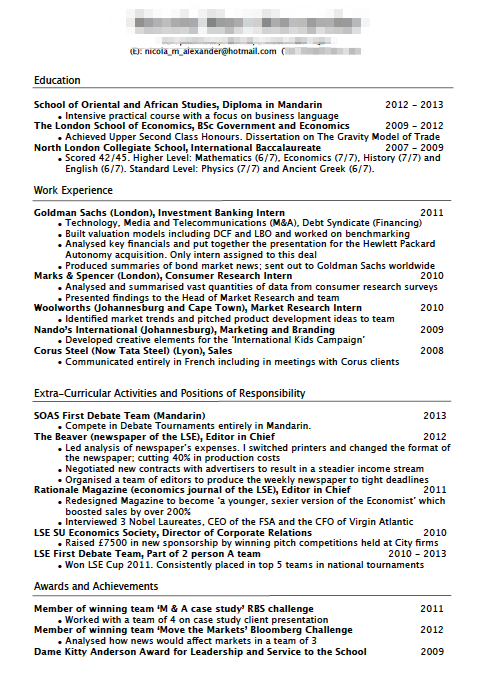 (E): nicola_m_alexander@hotmail.com (
Education
School of Oriental and African Studies, Diploma in Mandarin 2012 – 2013
• Intensive practical course with a focus on business language
The London School of Economics, BSc Government and Economics 2009 – 2012
• Achieved Upper Second Class Honours. Dissertation on The Gravity Model of Trade
North London Collegiate School, International Baccalaureate 2007 – 2009
• Scored 42/45. Higher Level: Mathematics (6/7), Economics (7/7), History (7/7) and
English (6/7). Standard Level: Physics (7/7) and Ancient Greek (6/7).
Work Experience
Goldman Sachs (London), Investment Banking Intern 2011
• Technology, Media and Telecommunications (M&A), Debt Syndicate (Financing)
• Built valuation models including DCF and LBO and worked on benchmarking
• Analysed key financials and put together the presentation for the Hewlett Packard
Autonomy acquisition. Only intern assigned to this deal
• Produced summaries of bond market news; sent out to Goldman Sachs worldwide
Marks & Spencer (London), Consumer Research Intern 2010
• Analysed and summarised vast quantities of data from consumer research surveys
• Presented findings to the Head of Market Research and team
Woolworths (Johannesburg and Cape Town), Market Research Intern 2010
• Identified market trends and pitched product development ideas to team
Nando's International (Johannesburg), Marketing and Branding 2009
• Developed creative elements for the 'International Kids Campaign'
Corus Steel (Now Tata Steel) (Lyon), Sales 2008
• Communicated entirely in French including in meetings with Corus clients
Extra-Curricular Activities and Positions of Responsibility
SOAS First Debate Team (Mandarin) 2013
• Compete in Debate Tournaments entirely in Mandarin.
The Beaver (newspaper of the LSE), Editor in Chief 2012
• Led analysis of newspaper's expenses. I switched printers and changed the format of
the newspaper; cutting 40% in production costs
• Negotiated new contracts with advertisers to result in a steadier income stream
• Organised a team of editors to produce the weekly newspaper to tight deadlines
Rationale Magazine (economics journal of the LSE), Editor in Chief 2011
• Redesigned Magazine to become 'a younger, sexier version of the Economist' which
boosted sales by over 200%
• Interviewed 3 Nobel Laureates, CEO of the FSA and the CFO of Virgin Atlantic
LSE SU Economics Society, Director of Corporate Relations 2010
• Raised £7500 in new sponsorship by winning pitch competitions held at City firms
LSE First Debate Team, Part of 2 person A team 2010 – 2013
• Won LSE Cup 2011. Consistently placed in top 5 teams in national tournaments
Awards and Achievements
Member of winning team 'M & A case study' RBS challenge 2011
• Worked with a team of 4 on case study client presentation
Member of winning team 'Move the Markets' Bloomberg Challenge 2012
• Analysed how news would affect markets in a team of 3
Dame Kitty Anderson Award for Leadership and Service to the School 2009